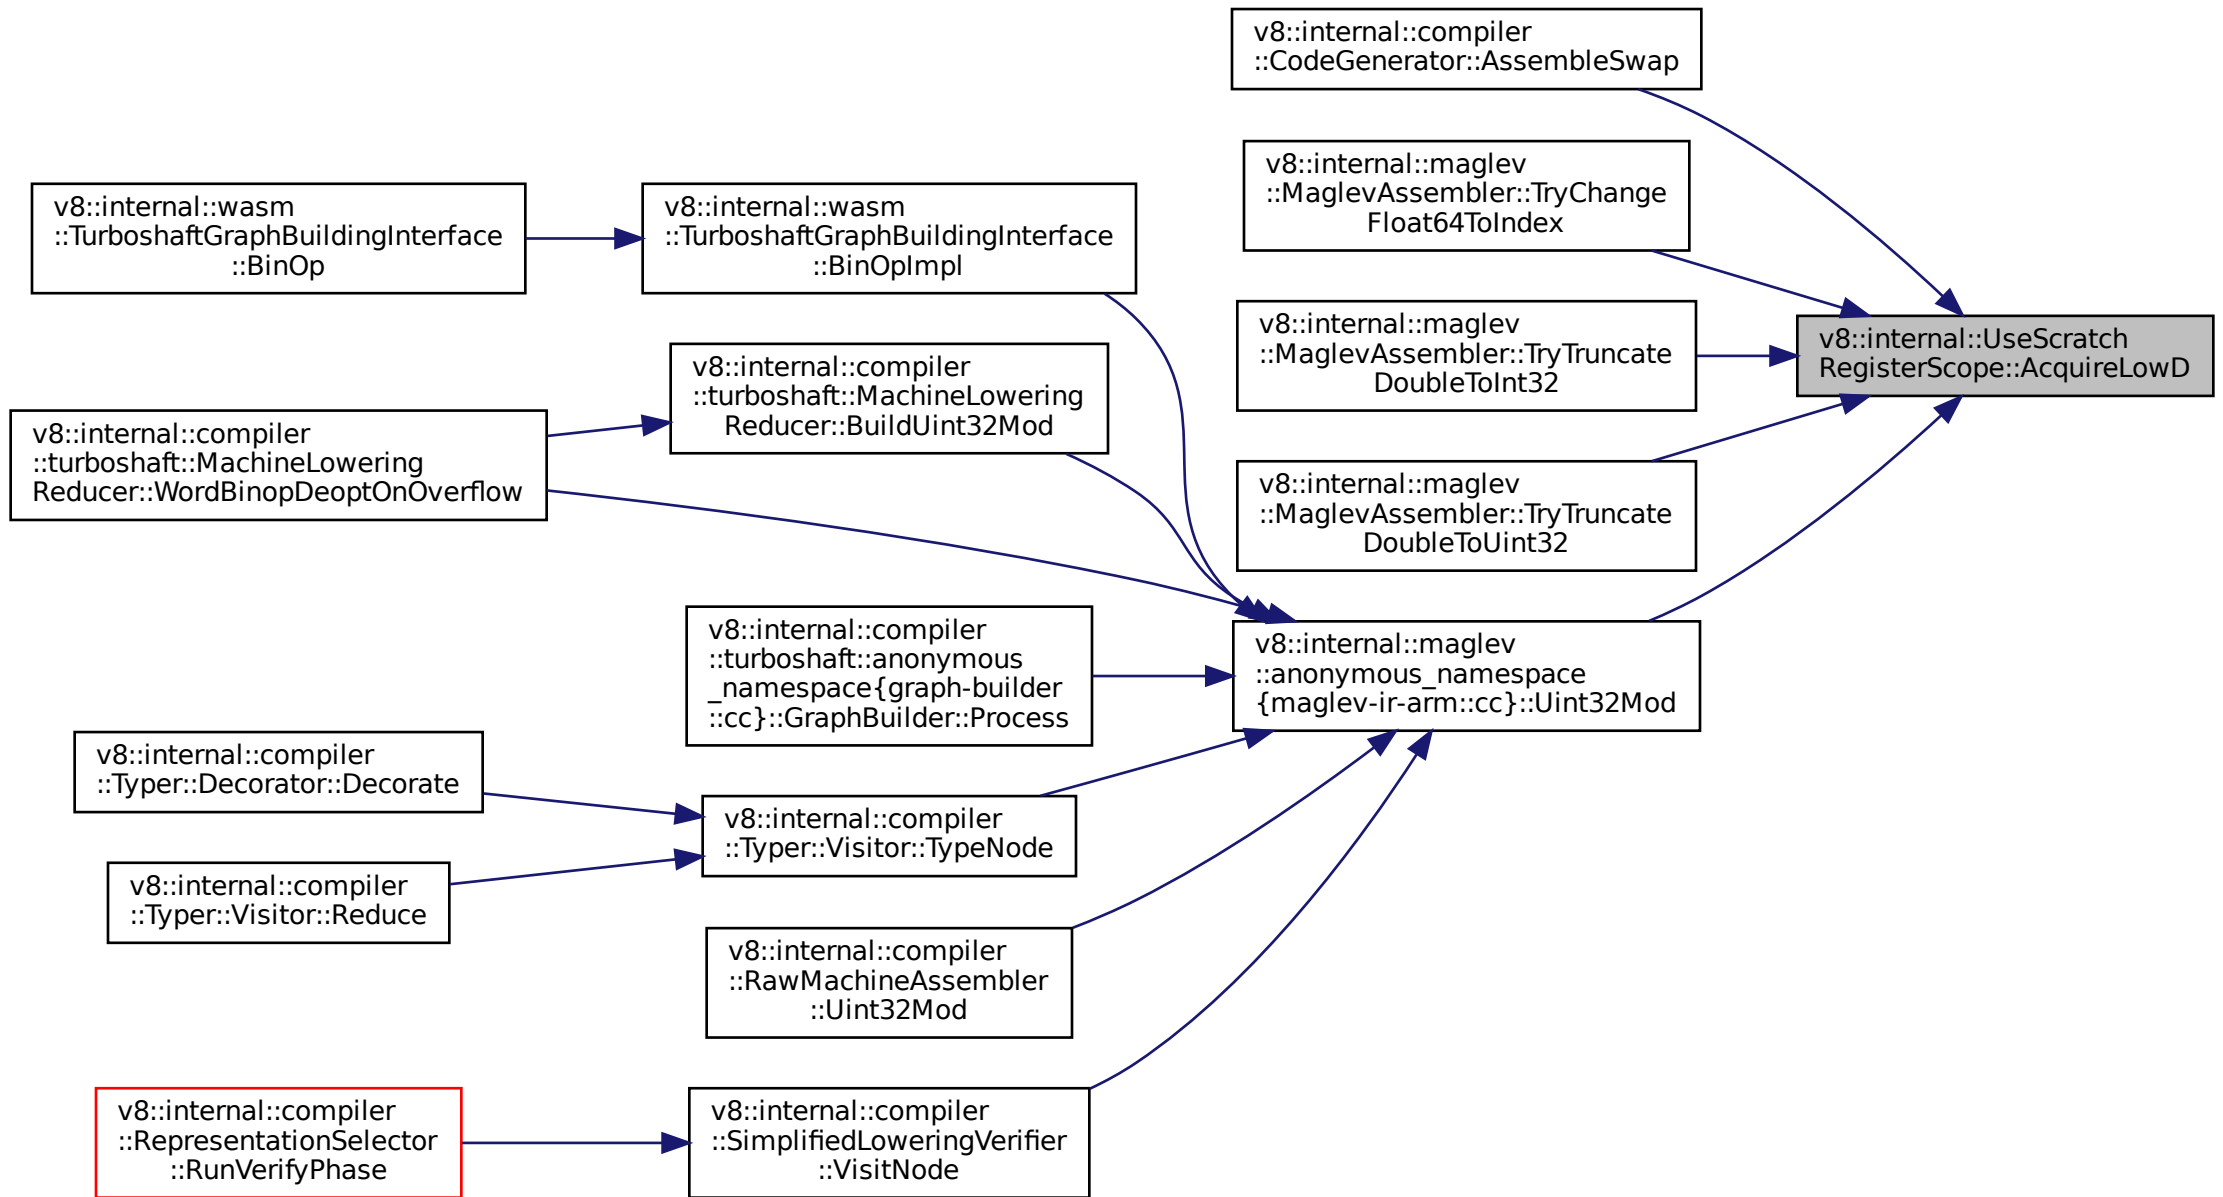 v8::internal::compiler
::CodeGenerator::AssembleSwap
v8::internal::maglev
::MaglevAssembler::TryChange
Float64ToIndex
v8::internal::wasm
::TurboshaftGraphBuildingInterface
::BinOp
v8::internal::wasm
::TurboshaftGraphBuildingInterface
::BinOpImpl
v8::internal::maglev
::MaglevAssembler::TryTruncate
DoubleToInt32
v8::internal::UseScratch
RegisterScope::AcquireLowD
v8::internal::compiler
::turboshaft::MachineLowering
Reducer::BuildUint32Mod
v8::internal::compiler
::turboshaft::MachineLowering
Reducer::WordBinopDeoptOnOverflow
v8::internal::maglev
::MaglevAssembler::TryTruncate
DoubleToUint32
v8::internal::compiler
::turboshaft::anonymous
_namespace{graph-builder
::cc}::GraphBuilder::Process
v8::internal::maglev
::anonymous_namespace
{maglev-ir-arm::cc}::Uint32Mod
v8::internal::compiler
::Typer::Decorator::Decorate
v8::internal::compiler
::Typer::Visitor::TypeNode
v8::internal::compiler
::Typer::Visitor::Reduce
v8::internal::compiler
::RawMachineAssembler
::Uint32Mod
v8::internal::compiler
::RepresentationSelector
::RunVerifyPhase
v8::internal::compiler
::SimplifiedLoweringVerifier
::VisitNode